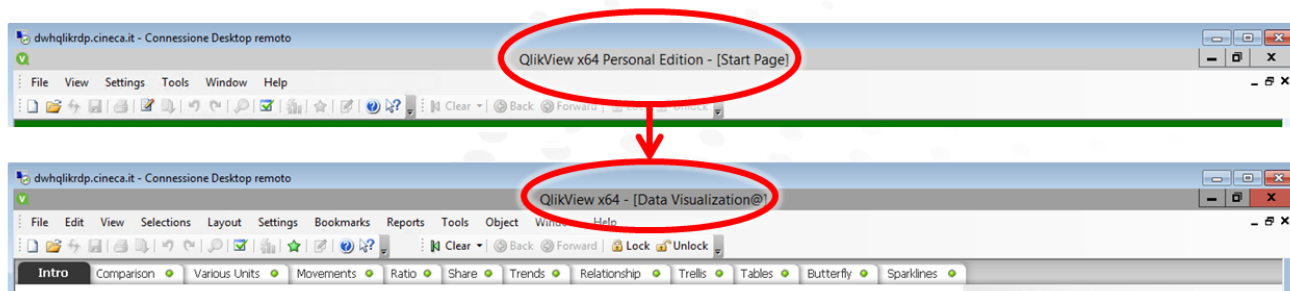 dwhqlikrdp.cineca.it - Connessione Desktop remoto
QlikView x64 Personal Edition - [Start Page]
File View Settings Tools Window Help
Clear Back Forward Unlock
dwhqlikrdp.cineca.it - Connessione Desktop remoto
QlikView x64 - [Data Visualization@]
File Edit View Selections Layout Settings Bookmarks Reports Tools Object Help
Clear Back Forward Lock Unlock
Intro Comparison Various Units Movements Ratio Share Trends Relationship Trellis Tables Butterfly Sparklines